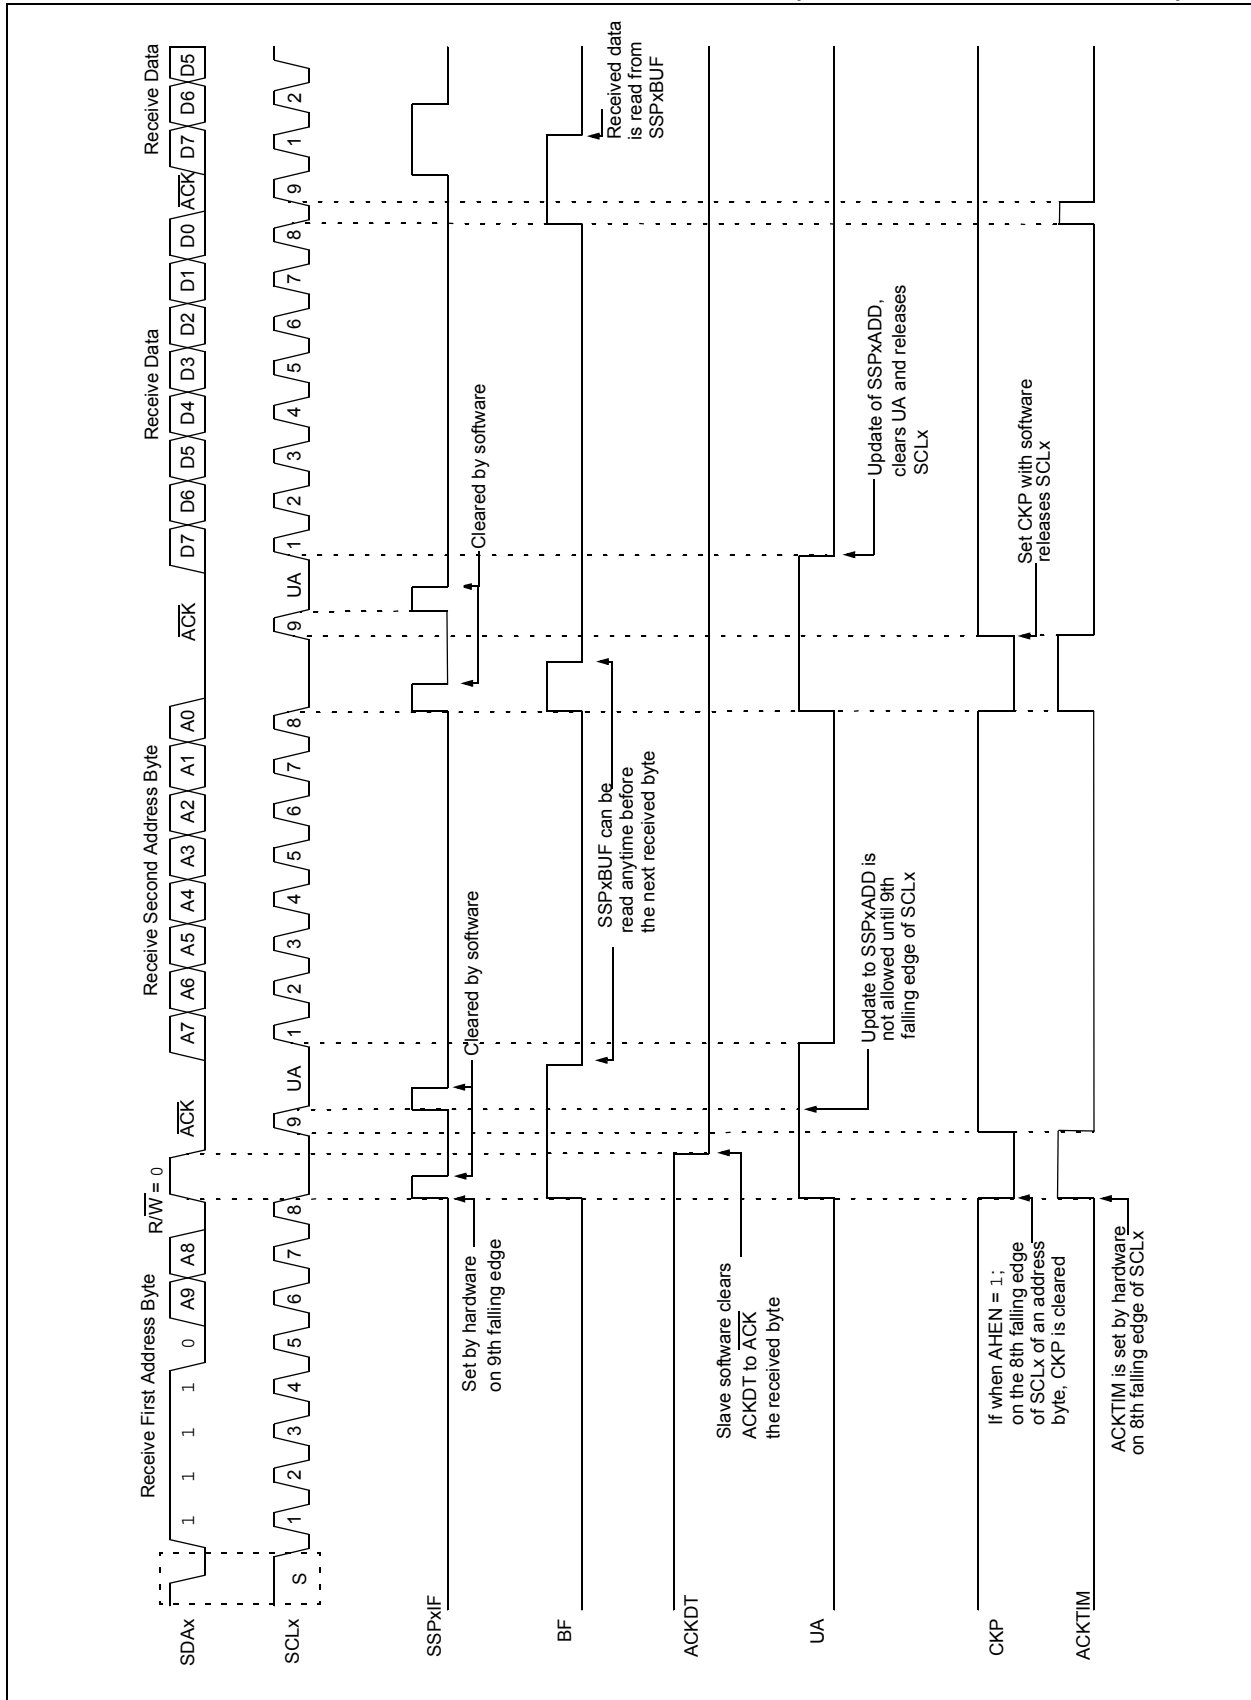 Receive First Address Byte
R/W = 0
ACK
Receive Second Address Byte
ACK
Receive Data
ACK
Receive Data
SDAx
1 1 1 1 0 A9 A8
A7 A6 A5 A4 A3 A2 A1 A0
D7 D6 D5 D4 D3 D2 D1 D0
D7 D6 D5
SCLx
S 1 2 3 4 5 6 7 8 9 UA 1 2 3 4 5 6 7 8 9 UA 1 2 3 4 5 6 7 8 9 1 2
SSPxIF
Set by hardware
on 9th falling edge
Cleared by software
Cleared by software
BF
SSPxBUF can be
read anytime before
the next received byte
Received data
is read from
SSPxBUF
ACKDT
Slave software clears
ACKDT to ACK
the received byte
UA
Update to SSPxADD is
not allowed until 9th
falling edge of SCLx
Update of SSPxADD,
clears UA and releases
SCLx
CKP
If when AHEN = 1;
on the 8th falling edge
of SCLx of an address
byte, CKP is cleared
Set CKP with software
releases SCLx
ACKTIM
ACKTIM is set by hardware
on 8th falling edge of SCLx